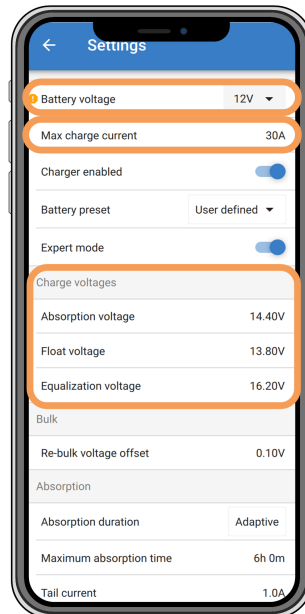 Settings
Battery voltage 12V
Max charge current 30A
Charger enabled
Battery preset User defined
Expert mode
Charge voltages
Absorption voltage 14.40V
Float voltage 13.80V
Equalization voltage 16.20V
Bulk
Re-bulk voltage offset 0.10V
Absorption
Absorption duration Adaptive
Maximum absorption time 6h 0m
Tail current 1.0A